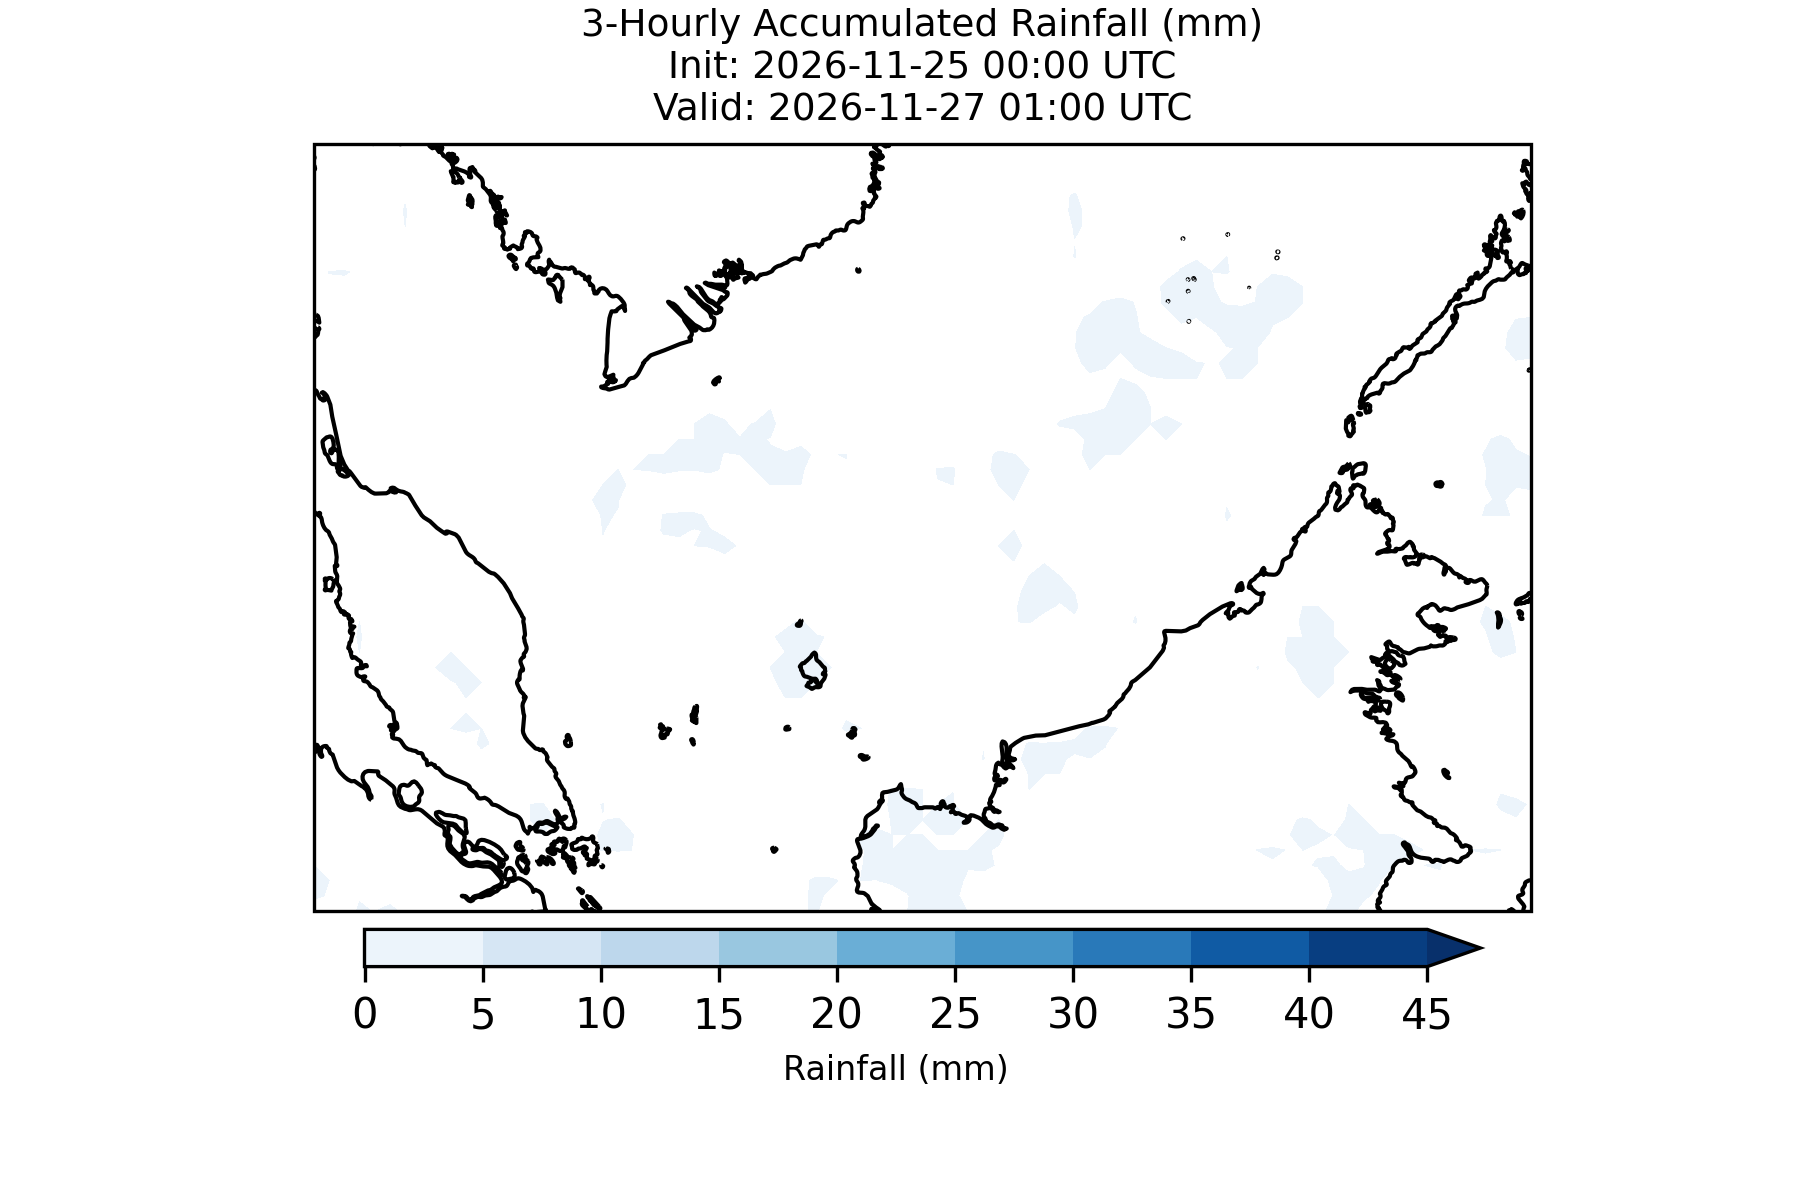 3-Hourly Accumulated Rainfall (mm)
Init: 2026-11-25 00:00 UTC
Valid: 2026-11-27 01:00 UTC
0 5 10 15 20 25 30 35 40 45
Rainfall (mm)